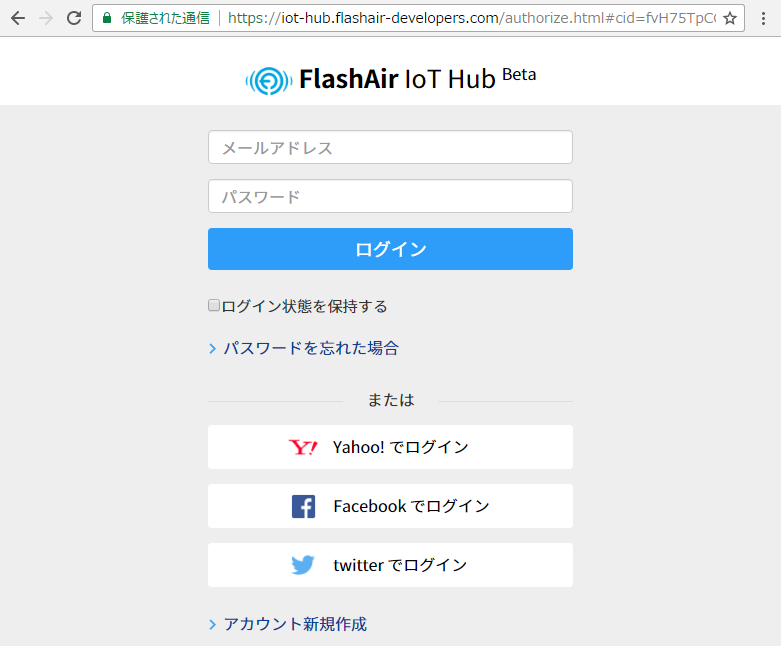 保護された通信 https://iot-hub.flashair-developers.com/authorize.html#cid=fvH75TpC
FlashAir IoT Hub Beta
メールアドレス
パスワード
ログイン
ログイン状態を保持する
パスワードを忘れた場合
または
Y! Yahoo! でログイン
f Facebook でログイン
twitter でログイン
アカウント新規作成